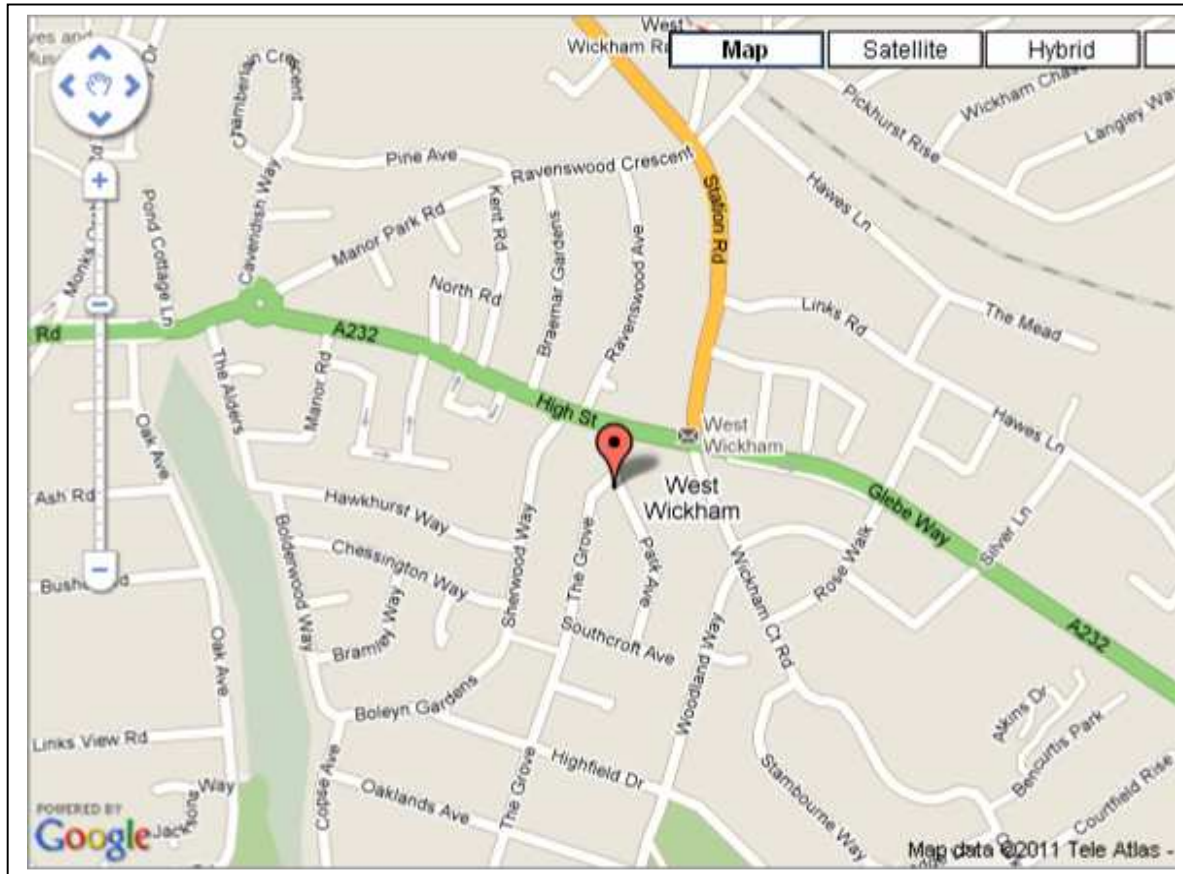 West
Wickham
Map
Satellite
Hybrid
Chamberlain Crescent
Pine Ave
Ravenswood Crescent
Pickhurst Rise
Wickham Chase
Langley Way
Hawes Ln
Station Rd
Cavendish Way
Pond Cottage Ln
Manor Park Rd
Kent Rd
Braemar Gardens
Ravenswood Ave
North Rd
Links Rd
The Mead
Rd
A232
Monks
The Alders
Manor Rd
High St
West
Wickham
Hawes Ln
Oak Ave
Ash Rd
Hawkhurst Way
West
Wickham
Glebe Way
Silver Ln
Bolderwood Way
Chessington Way
Sherwood Way
The Grove
Park Ave
Wickham Ct Rd
Rose Walk
Bramley Way
Southcroft Ave
Woodland Way
A232
Oak Ave
Boleyn Gardens
Atkins Dr
Bencurtis Park
Links View Rd
Copse Ave
Highfield Dr
Stambourne Way
Courtfield Rise
Way
Oaklands Ave
The Grove
POWERED BY
Google
Map data ©2011 Tele Atlas -